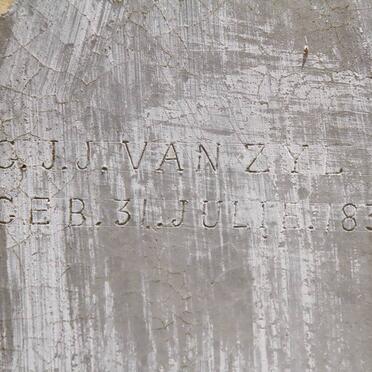 C.J.J. VAN ZYL
GEB. 31. JULIE. 183